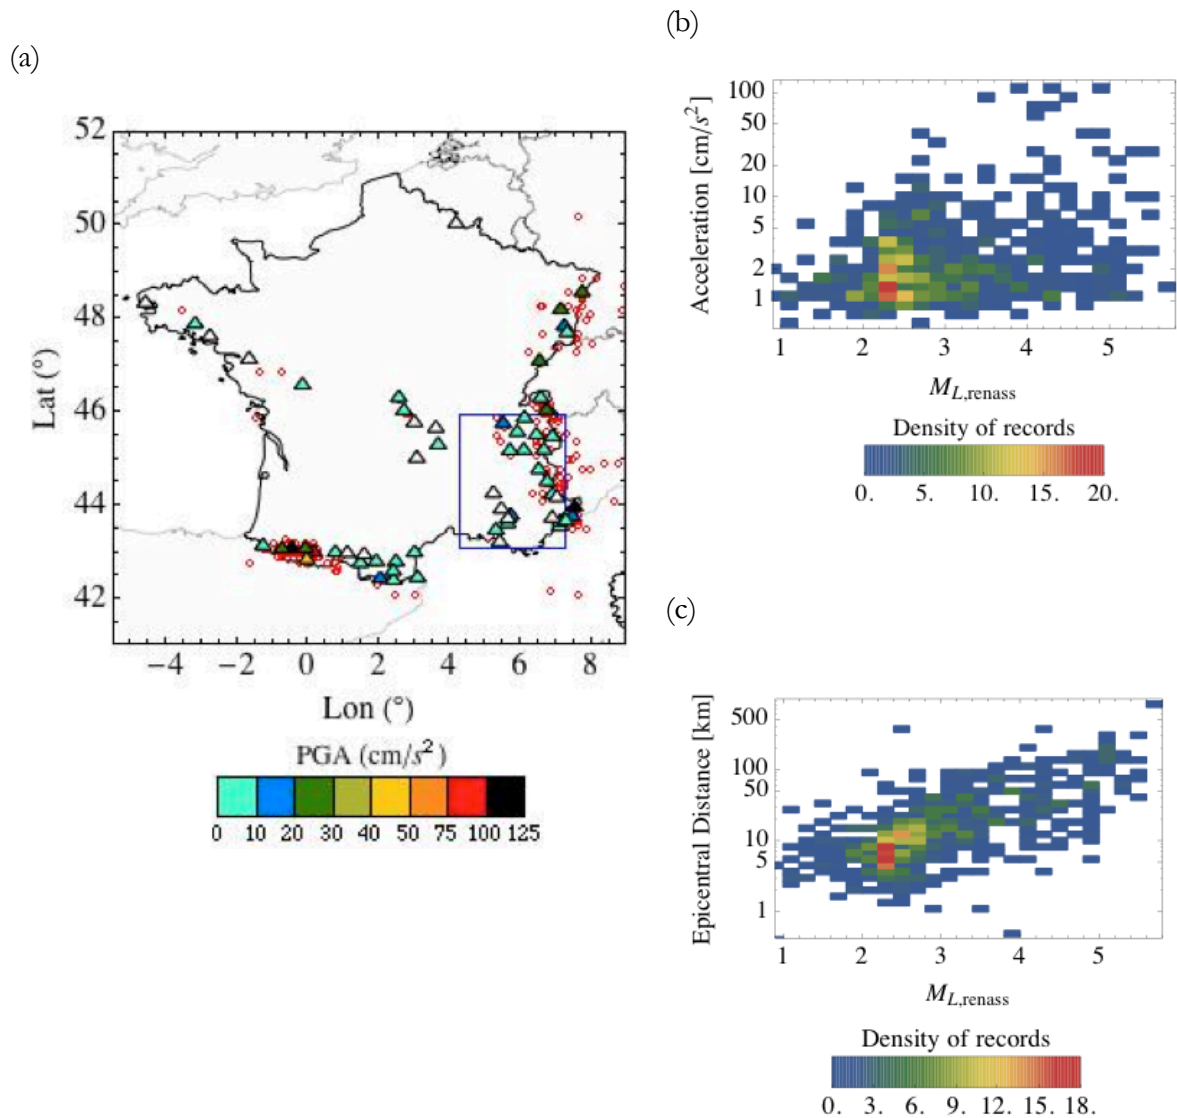 (a)
52
50
48
46
44
42
Lat (°)
−4 −2 0 2 4 6 8
Lon (°)
PGA (cm/s²)
0 10 20 30 40 50 75 100 125
(b)
100
50
20
10
5
2
1
Acceleration [cm/s²]
1 2 3 4 5
M_L,renass
Density of records
0. 5. 10. 15. 20.
(c)
500
100
50
10
5
1
Epicentral Distance [km]
1 2 3 4 5
M_L,renass
Density of records
0. 3. 6. 9. 12. 15. 18.